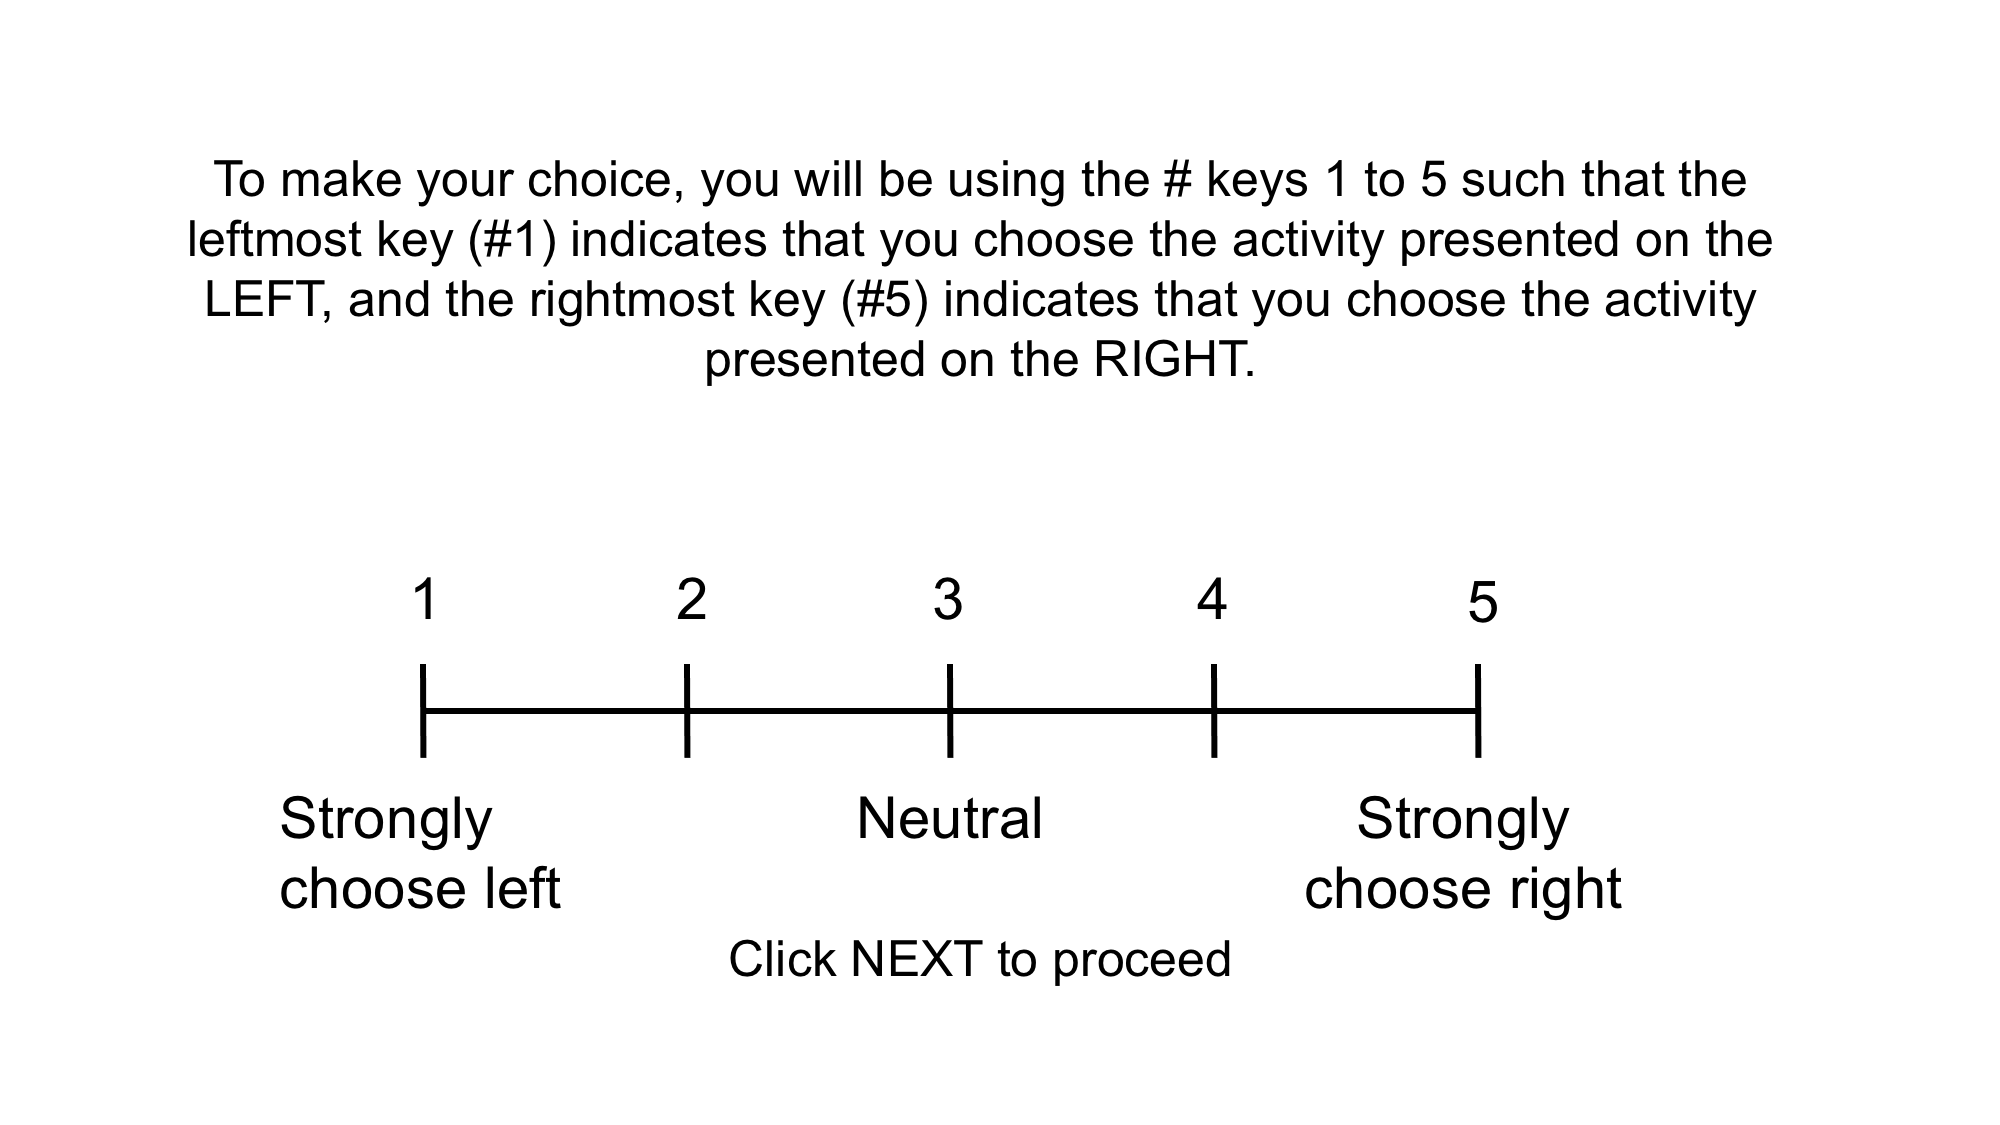 To make your choice, you will be using the # keys 1 to 5 such that the
leftmost key (#1) indicates that you choose the activity presented on the
LEFT, and the rightmost key (#5) indicates that you choose the activity
presented on the RIGHT.
1 2 3 4 5
Strongly choose left
Neutral
Strongly choose right
Click NEXT to proceed